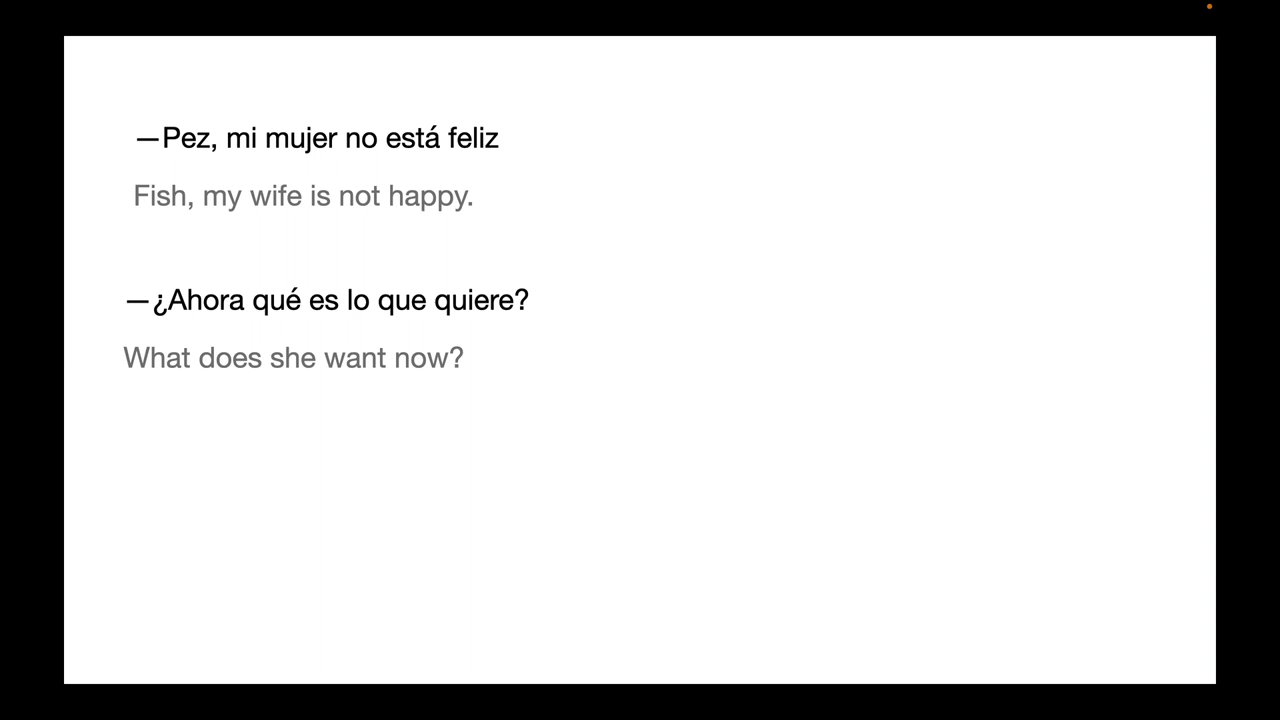 —Pez, mi mujer no está feliz
Fish, my wife is not happy.
—¿Ahora qué es lo que quiere?
What does she want now?